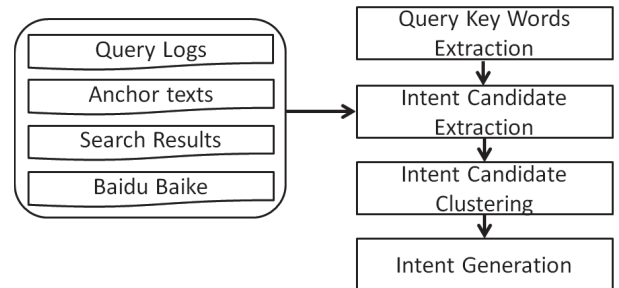 Query Logs
Anchor texts
Search Results
Baidu Baike
Query Key Words
Extraction
Intent Candidate
Extraction
Intent Candidate
Clustering
Intent Generation